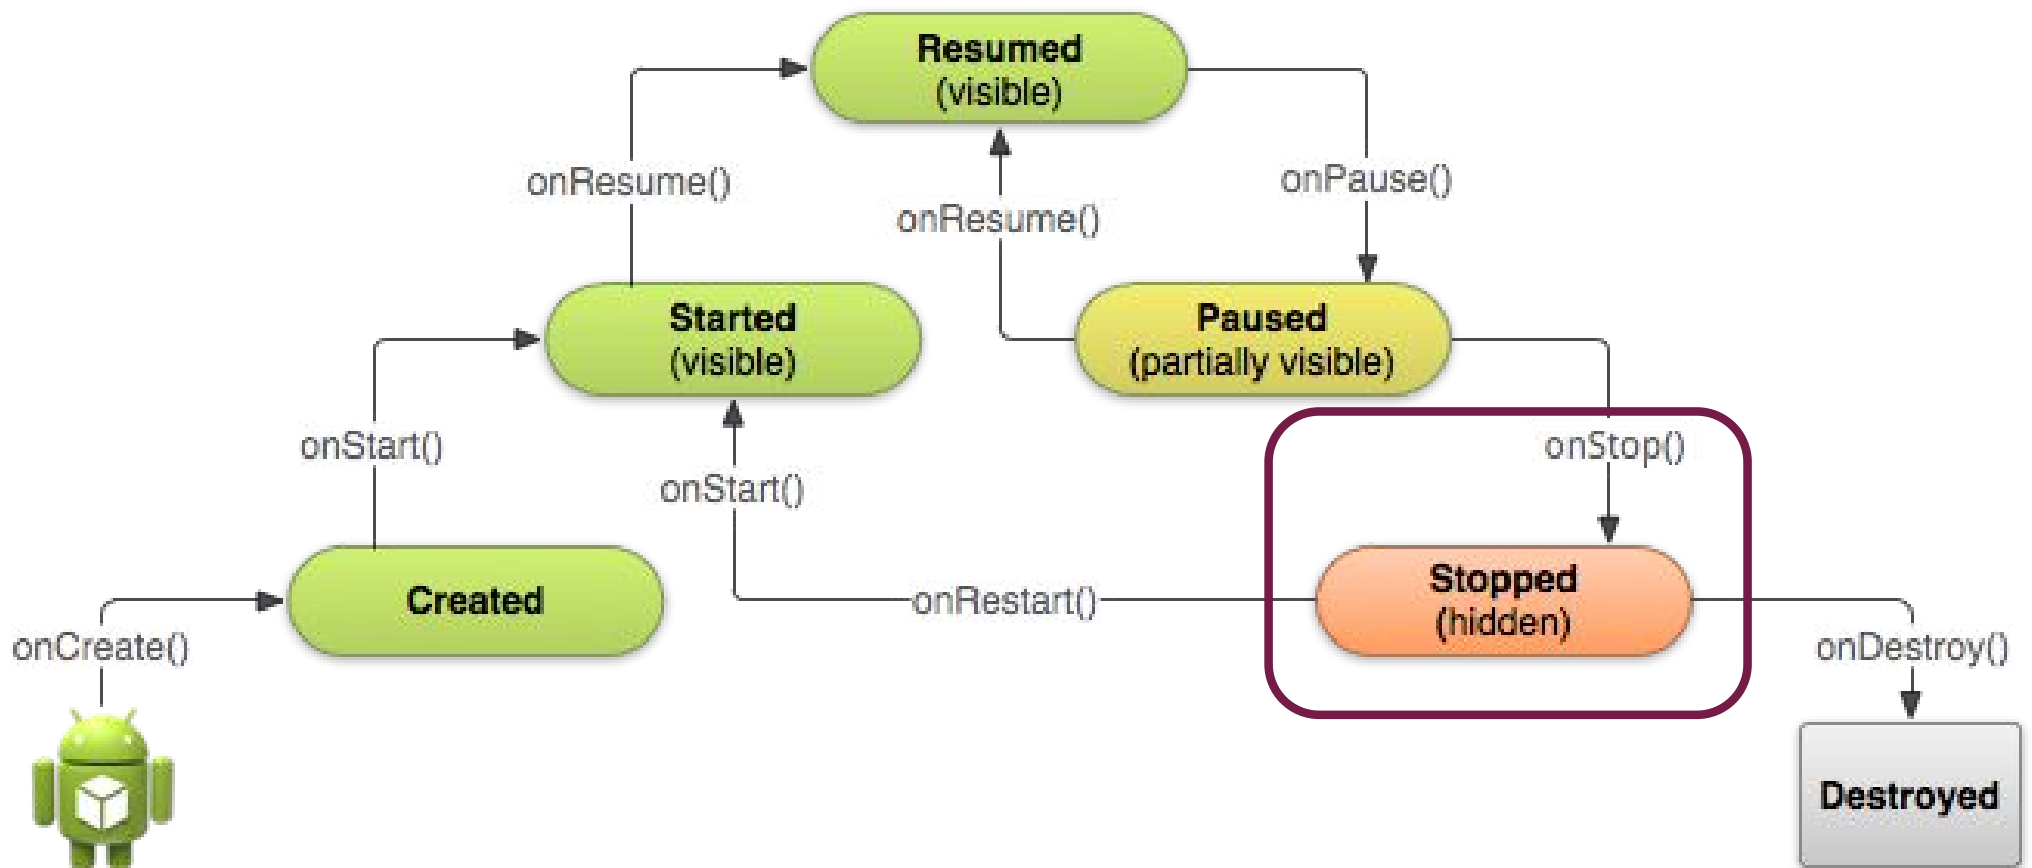 Resumed
(visible)
onResume()
onPause()
onResume()
Started
(visible)
Paused
(partially visible)
onStart()
onStart()
onStop()
Created
onRestart()
Stopped
(hidden)
onCreate()
onDestroy()
Destroyed